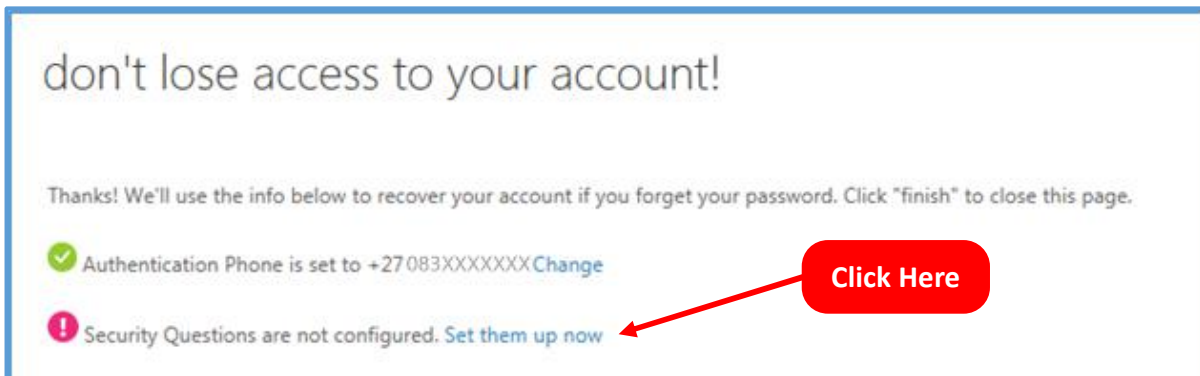 don't lose access to your account!
Thanks! We'll use the info below to recover your account if you forget your password. Click "finish" to close this page.
Authentication Phone is set to +27083XXXXXXXChange
Click Here
Security Questions are not configured. Set them up now